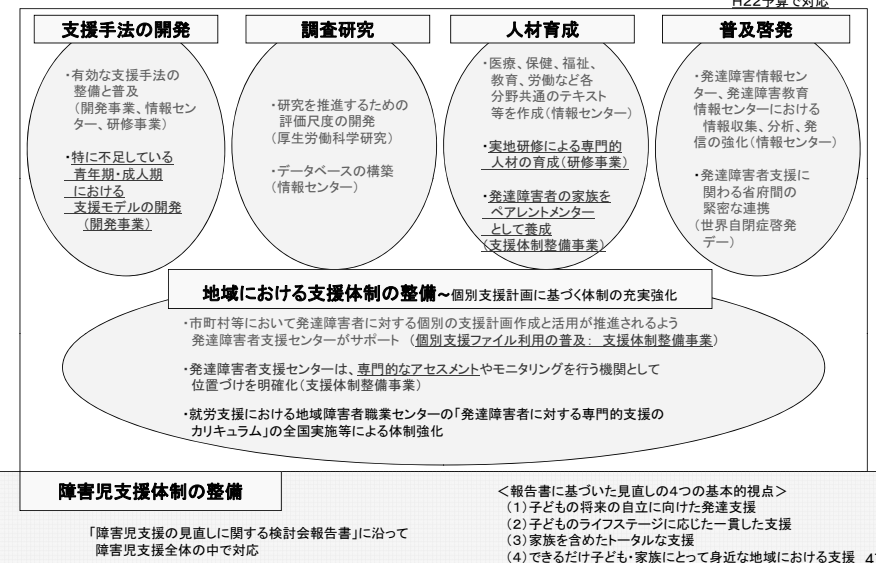 H22予算で対応
支援手法の開発
・有効な支援手法の
整備と普及
(開発事業、情報セン
ター、研修事業)
・特に不足している
青年期・成人期
における
支援モデルの開発
(開発事業)
調査研究
・研究を推進するための
評価尺度の開発
(厚生労働科学研究)
・データベースの構築
(情報センター)
人材育成
・医療、保健、福祉、
教育、労働など各
分野共通のテキスト
等を作成(情報センター)
・実地研修による専門的
人材の育成(研修事業)
・発達障害者の家族を
ペアレントメンター
として養成
(支援体制整備事業)
普及啓発
・発達障害情報セン
ター、発達障害教育
情報センターにおける
情報収集、分析、発
信の強化(情報センター)
・発達障害者支援に
関わる省府間の
緊密な連携
(世界自閉症啓発
デー)
地域における支援体制の整備~個別支援計画に基づく体制の充実強化
・市町村等において発達障害者に対する個別の支援計画作成と活用が推進されるよう
発達障害者支援センターがサポート (個別支援ファイル利用の普及: 支援体制整備事業)
・発達障害者支援センターは、専門的なアセスメントやモニタリングを行う機関として
位置づけを明確化(支援体制整備事業)
・就労支援における地域障害者職業センターの「発達障害者に対する専門的支援の
カリキュラム」の全国実施等による体制強化
障害児支援体制の整備
「障害児支援の見直しに関する検討会報告書」に沿って
障害児支援全体の中で対応
<報告書に基づいた見直しの4つの基本的視点>
(1)子どもの将来の自立に向けた発達支援
(2)子どものライフステージに応じた一貫した支援
(3)家族を含めたトータルな支援
(4)できるだけ子ども・家族にとって身近な地域における支援